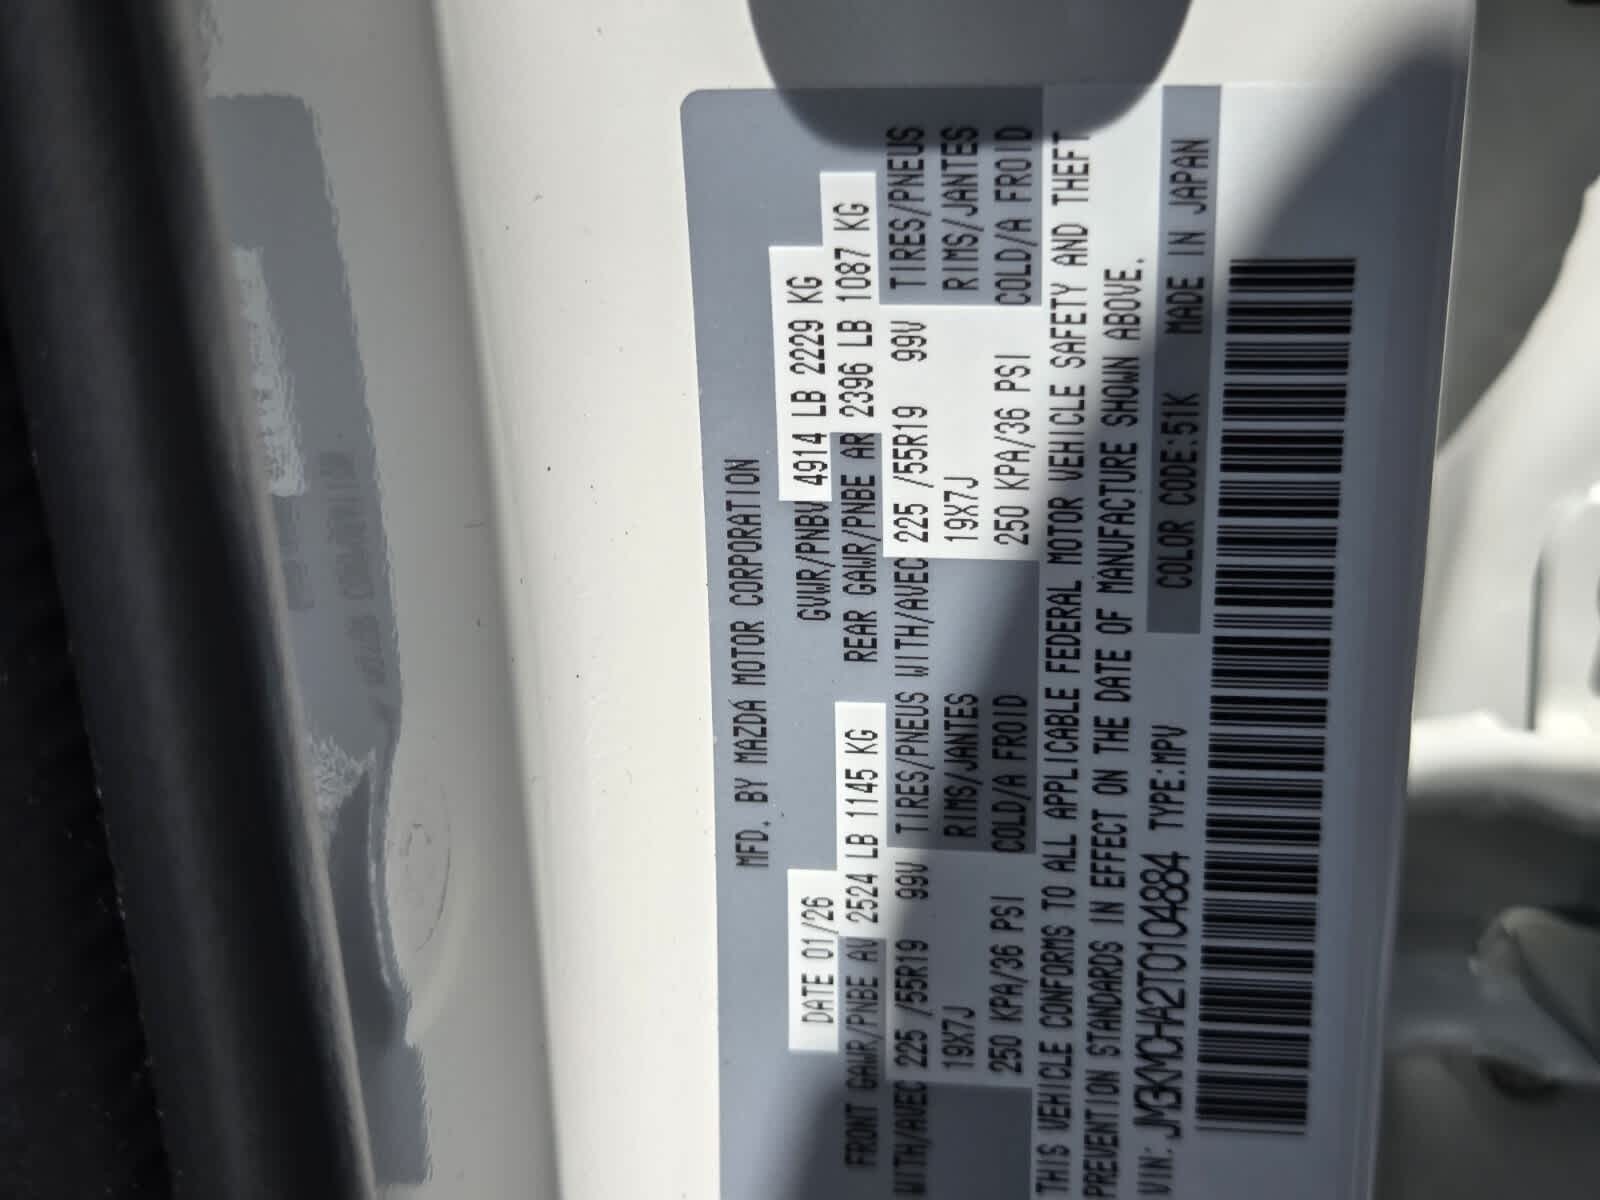 MFD. BY MAZDA MOTOR CORPORATION
DATE 01/26 GVWR/PNBV 4914 LB 2229 KG
FRONT GAWR/PNBE AV 2524 LB 1145 KG REAR GAWR/PNBE AR 2396 LB 1087 KG
WITH/AVEC 225 /55R19 99V TIRES/PNEUS WITH/AVEC 225 /55R19 99V TIRES/PNEUS
19X7J RIMS/JANTES 19X7J RIMS/JANTES
250 KPA/36 PSI COLD/A FROID 250 KPA/36 PSI COLD/A FROID
THIS VEHICLE CONFORMS TO ALL APPLICABLE FEDERAL MOTOR VEHICLE SAFETY AND THEFT
PREVENTION STANDARDS IN EFFECT ON THE DATE OF MANUFACTURE SHOWN ABOVE.
VIN: JM3KMCHA2T0104884 TYPE:MPV COLOR CODE:51K MADE IN JAPAN